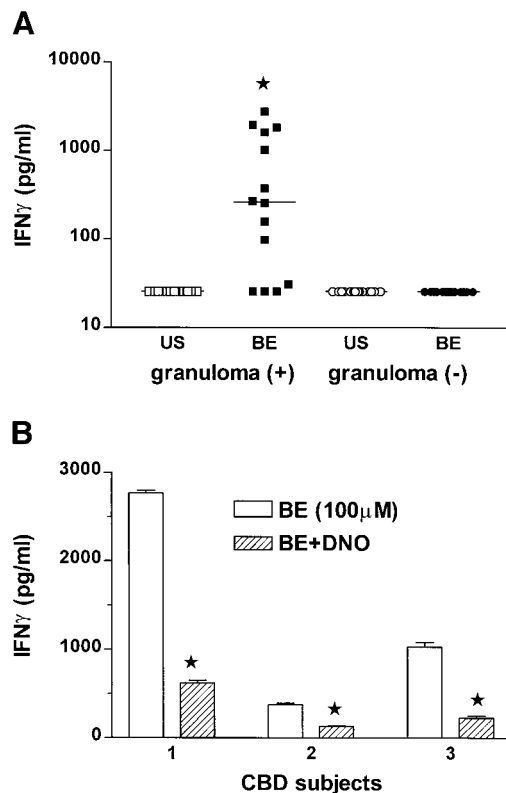 A
10000
1000
100
10
IFNγ (pg/ml)
US BE US BE
granuloma (+) granuloma (-)
B
3000
2000
1000
0
IFNγ (pg/ml)
BE (100μM)
BE+DNO
1 2 3
CBD subjects